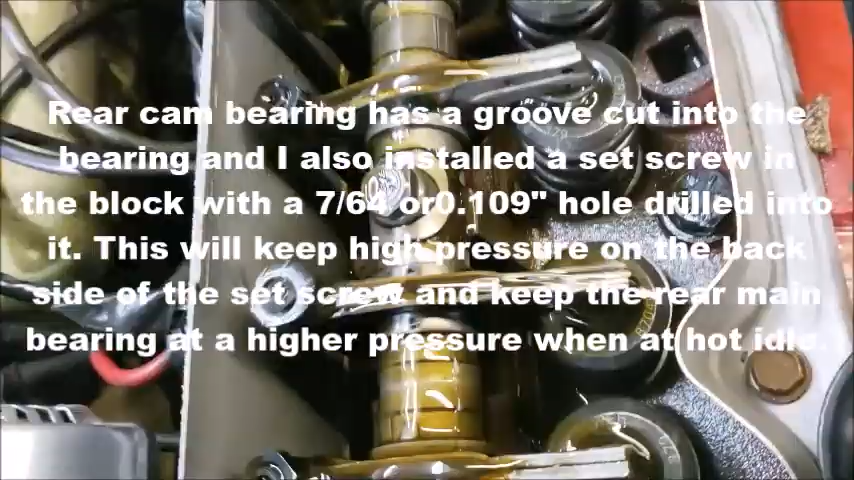 Rear cam bearing has a groove cut into the
bearing and I also installed a set screw in
the block with a 7/64 or0.109" hole drilled into
it. This will keep high pressure on the back
side of the set screw and keep the rear main
bearing at a higher pressure when at hot idle.